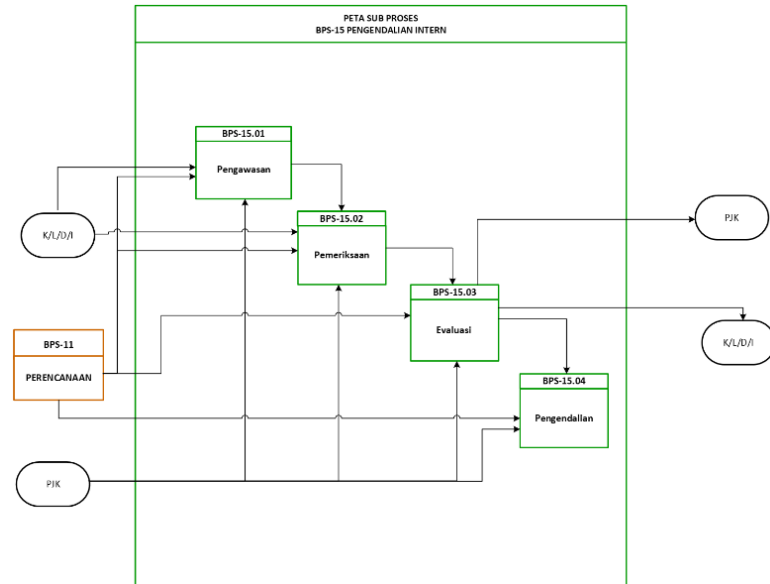 PETA SUB PROSES
BPS-15 PENGENDALIAN INTERN
BPS-15.01
Pengawasan
K/L/D/I
BPS-15.02
Pemeriksaan
PJK
BPS-15.03
Evaluasi
K/L/D/I
BPS-11
PERENCANAAN
BPS-15.04
Pengendalian
PJK